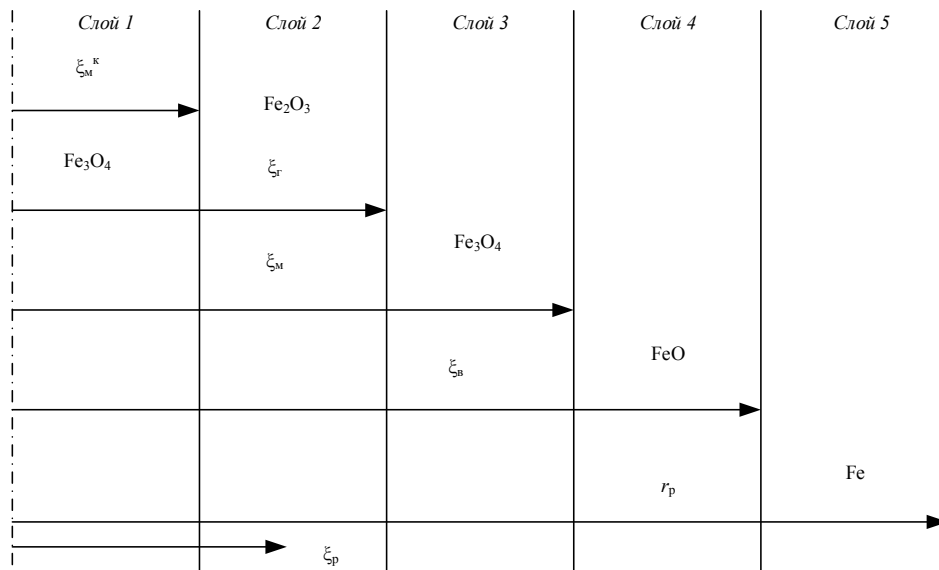 Слой 1 Слой 2 Слой 3 Слой 4 Слой 5
ξмᴷ
Fe₂O₃
Fe₃O₄
ξг
Fe₃O₄
ξм
FeO
ξв
Fe
rр
ξр